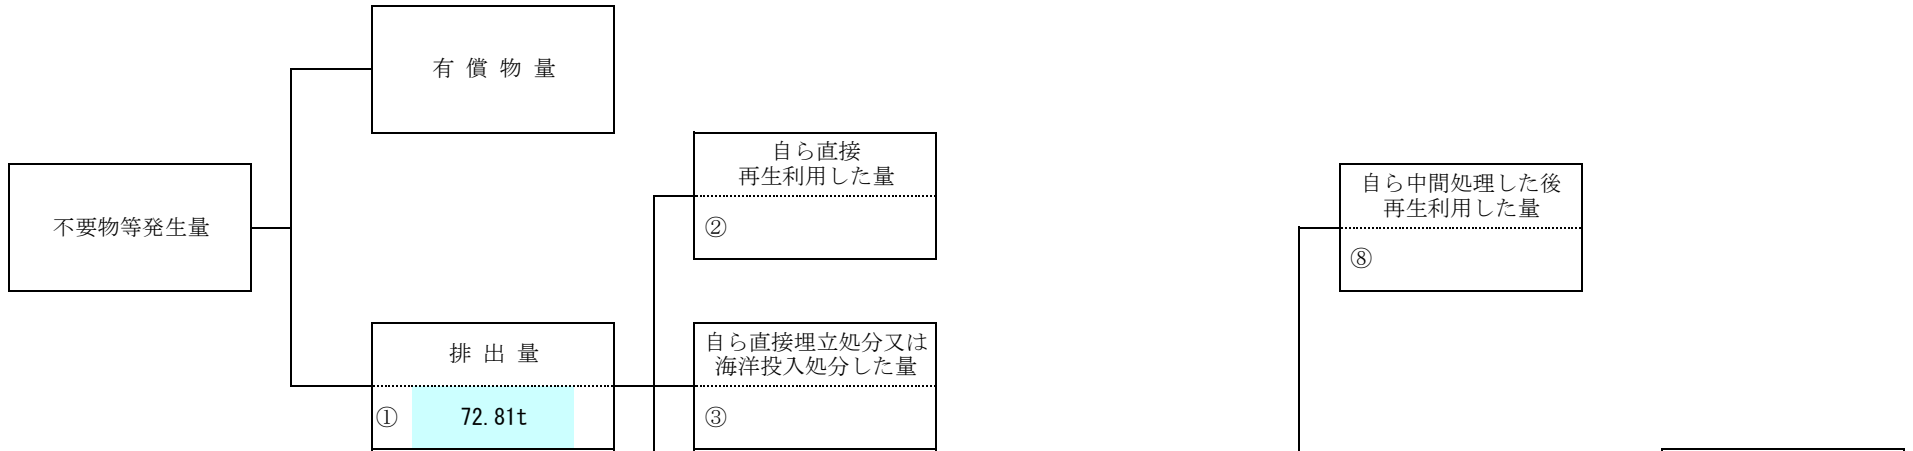 有償物量
自ら直接
再生利用した量
②
自ら中間処理した後
再生利用した量
⑧
不要物等発生量
排出量
① 72.81t
自ら直接埋立処分又は
海洋投入処分した量
③